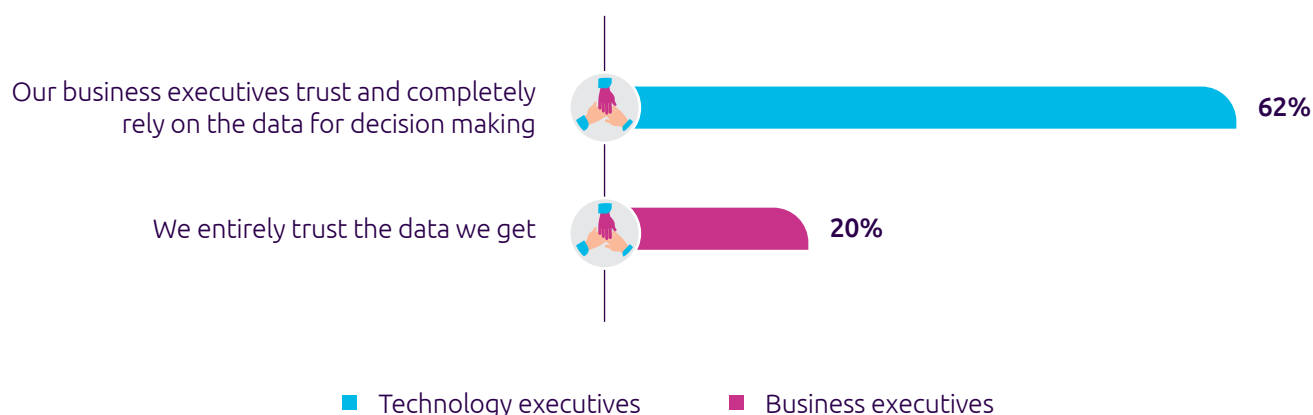 Our business executives trust and completely
rely on the data for decision making
62%
We entirely trust the data we get
20%
Technology executives
Business executives